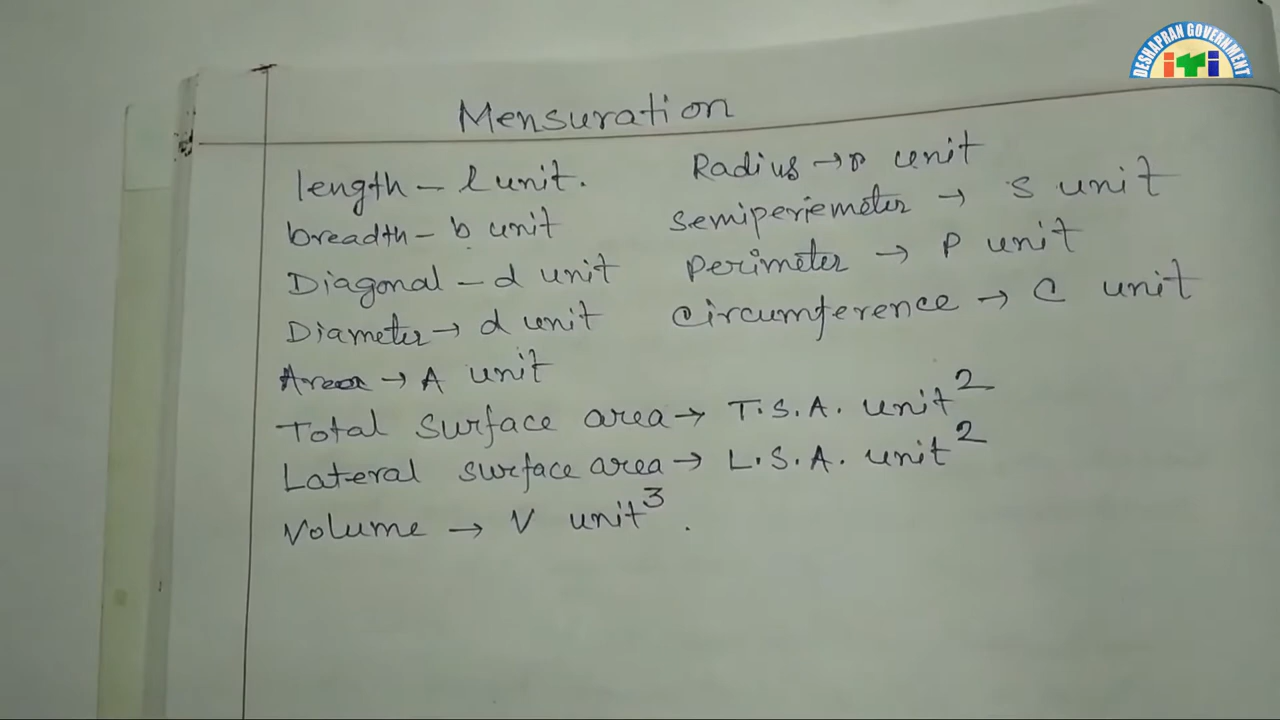 DESHAPRAN GOVERNMENT
iTi
Mensuration
length – l unit.
breadth – b unit
Diagonal – d unit
Diameter → d unit
Area → A unit
Radius → r unit
Semiperiemeter → s unit
Perimeter → P unit
Circumference → C unit
Total surface area → T.S.A. unit²
Lateral surface area → L.S.A. unit²
Volume → V unit³.